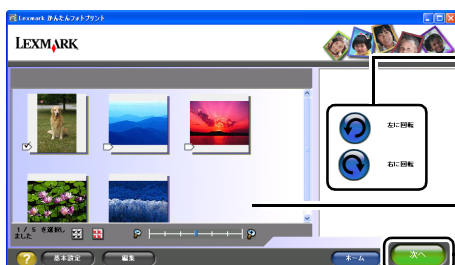 Lexmark かんたんフォトプリント
LEXMARK
左に回転
右に回転
1 / 5 を選択し
ました
?
基本設定
編集
ホーム
次へ